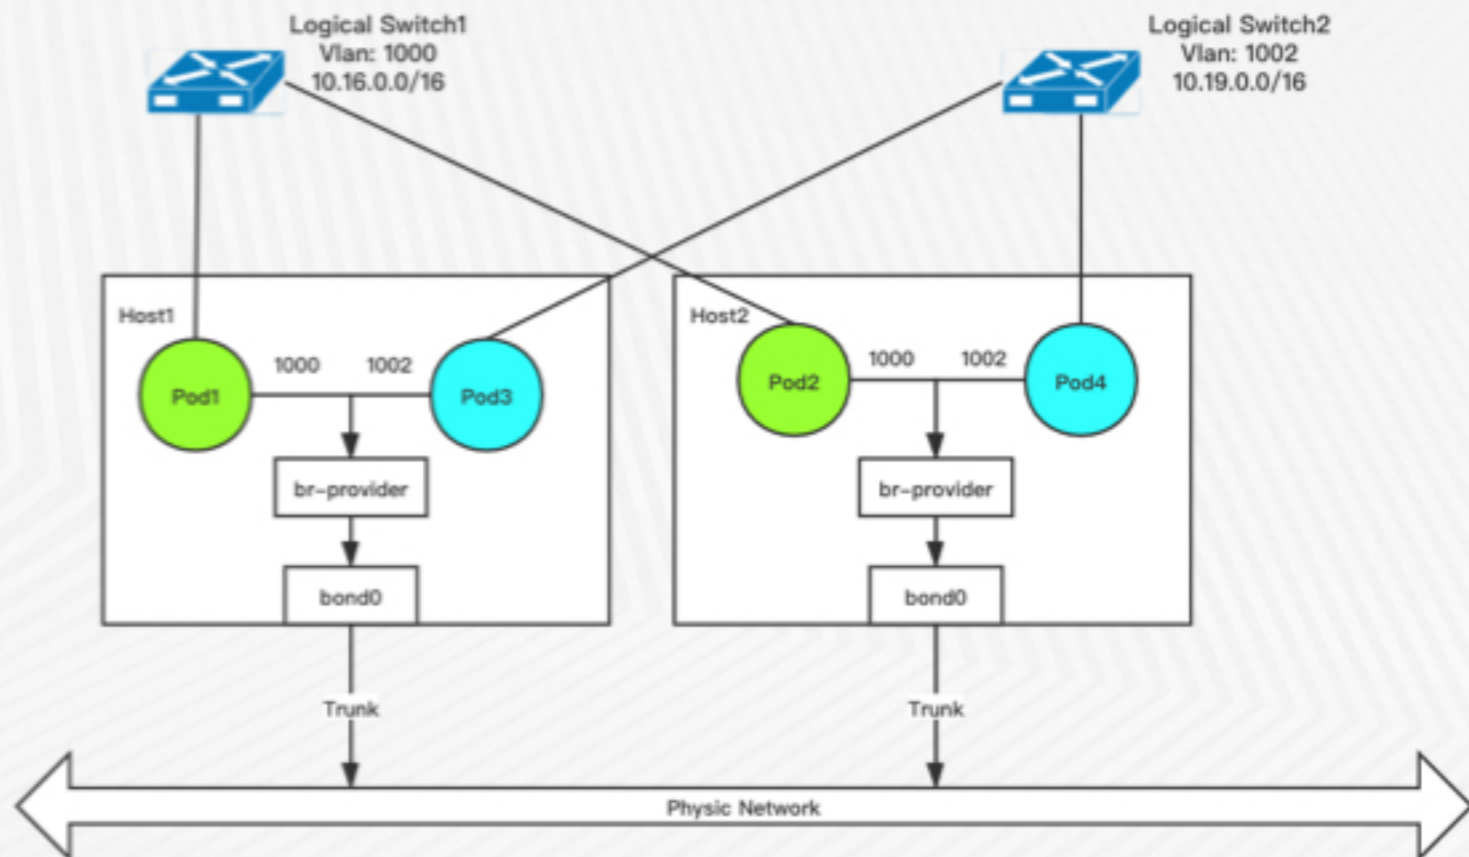 Logical Switch1
Vlan: 1000
10.16.0.0/16
Logical Switch2
Vlan: 1002
10.19.0.0/16
Host1
Pod1
1000
1002
Pod3
br-provider
bond0
Host2
Pod2
1000
1002
Pod4
br-provider
bond0
Trunk
Trunk
Physic Network